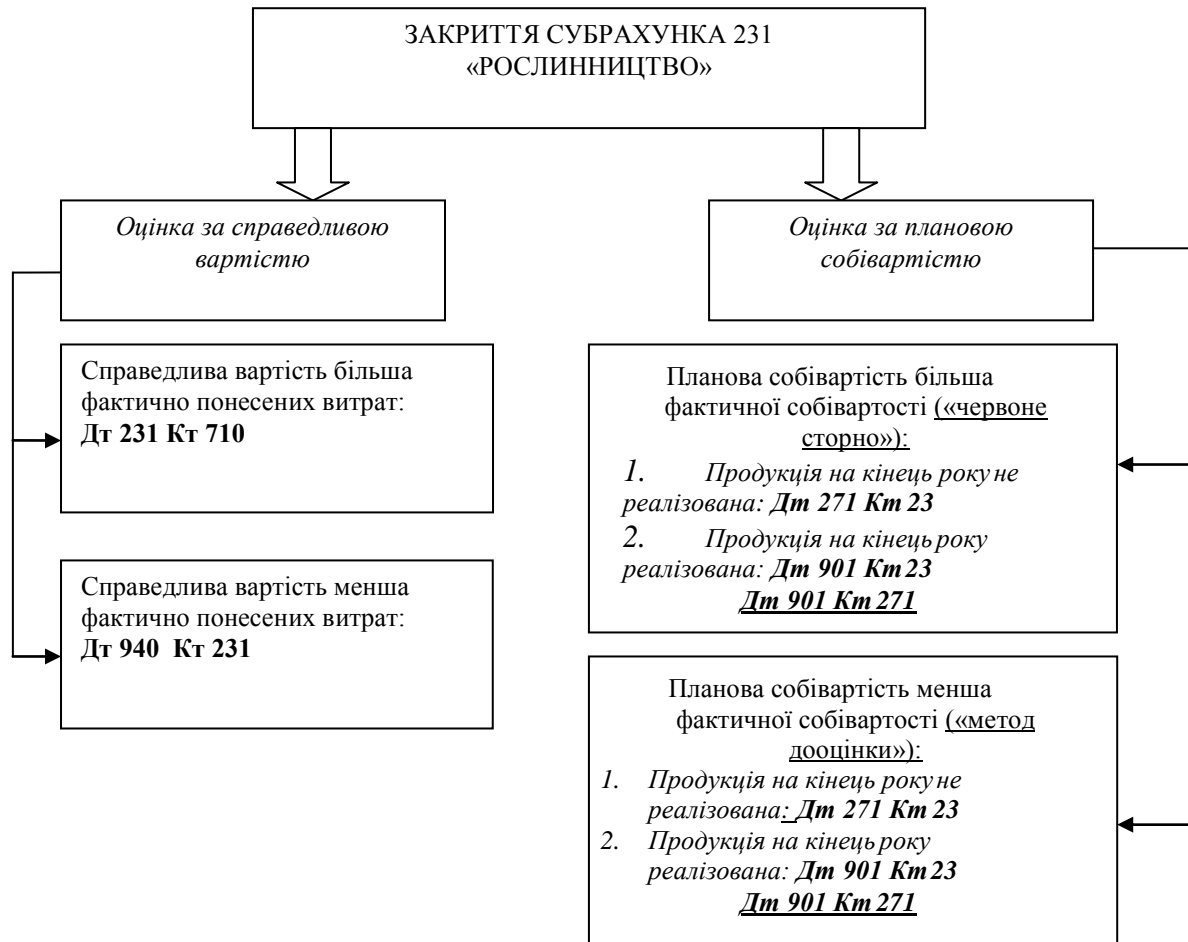 ЗАКРИТТЯ СУБРАХУНКА 231
«РОСЛИННИЦТВО»
Оцінка за справедливою
вартістю
Оцінка за плановою
собівартістю
Справедлива вартість більша
фактично понесених витрат:
Дт 231 Кт 710
Справедлива вартість менша
фактично понесених витрат:
Дт 940 Кт 231
Планова собівартість більша
фактичної собівартості («червоне
сторно»):
1. Продукція на кінець року не
реалізована: Дт 271 Кт 23
2. Продукція на кінець року
реалізована: Дт 901 Кт 23
Дт 901 Кт 271
Планова собівартість менша
фактичної собівартості («метод
дооцінки»):
1. Продукція на кінець року не
реалізована: Дт 271 Кт 23
2. Продукція на кінець року
реалізована: Дт 901 Кт 23
Дт 901 Кт 271